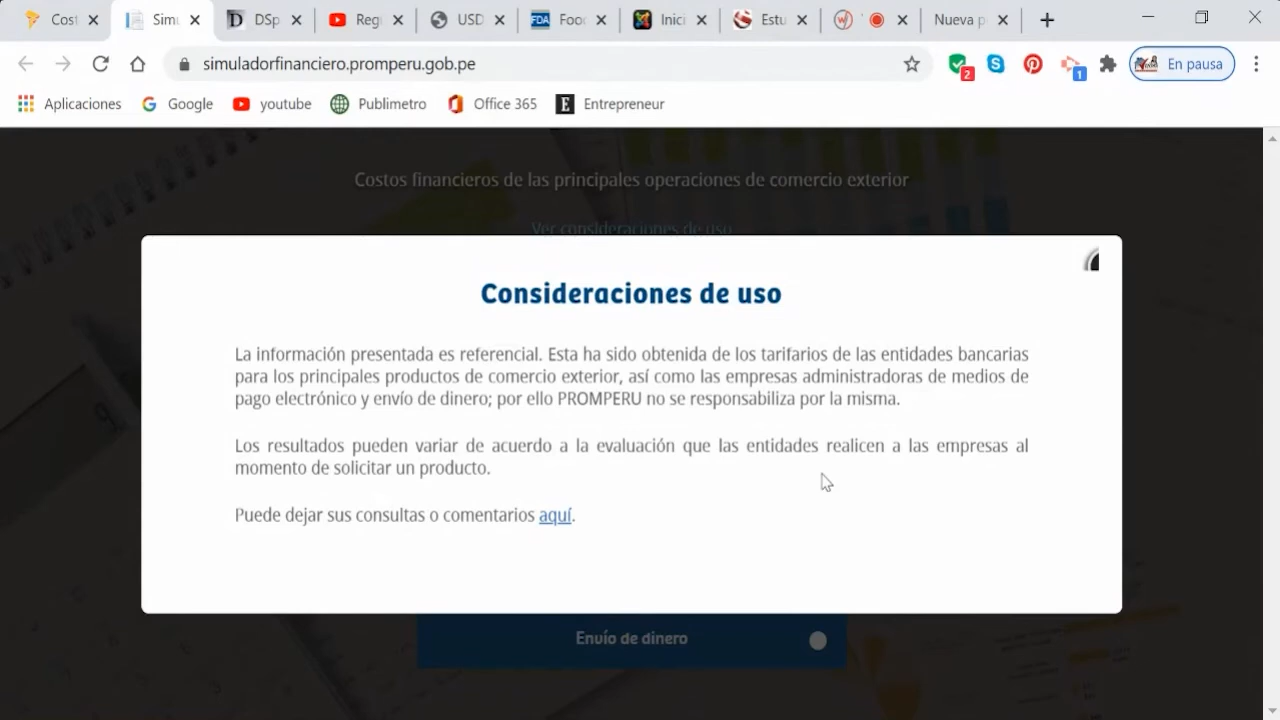 Cost
Simu
DSp
Regi
USD
FDA
Food
Inici
Estu
Nueva p
simuladorfinanciero.promperu.gob.pe
2
1
En pausa
Aplicaciones
Google
youtube
Publimetro
Office 365
E
Entrepreneur
Costos financieros de las principales operaciones de comercio exterior
Ver consideraciones de uso
Consideraciones de uso
La información presentada es referencial. Esta ha sido obtenida de los tarifarios de las entidades bancarias
para los principales productos de comercio exterior, así como las empresas administradoras de medios de
pago electrónico y envío de dinero; por ello PROMPERU no se responsabiliza por la misma.
Los resultados pueden variar de acuerdo a la evaluación que las entidades realicen a las empresas al
momento de solicitar un producto.
Puede dejar sus consultas o comentarios aquí.
Envío de dinero